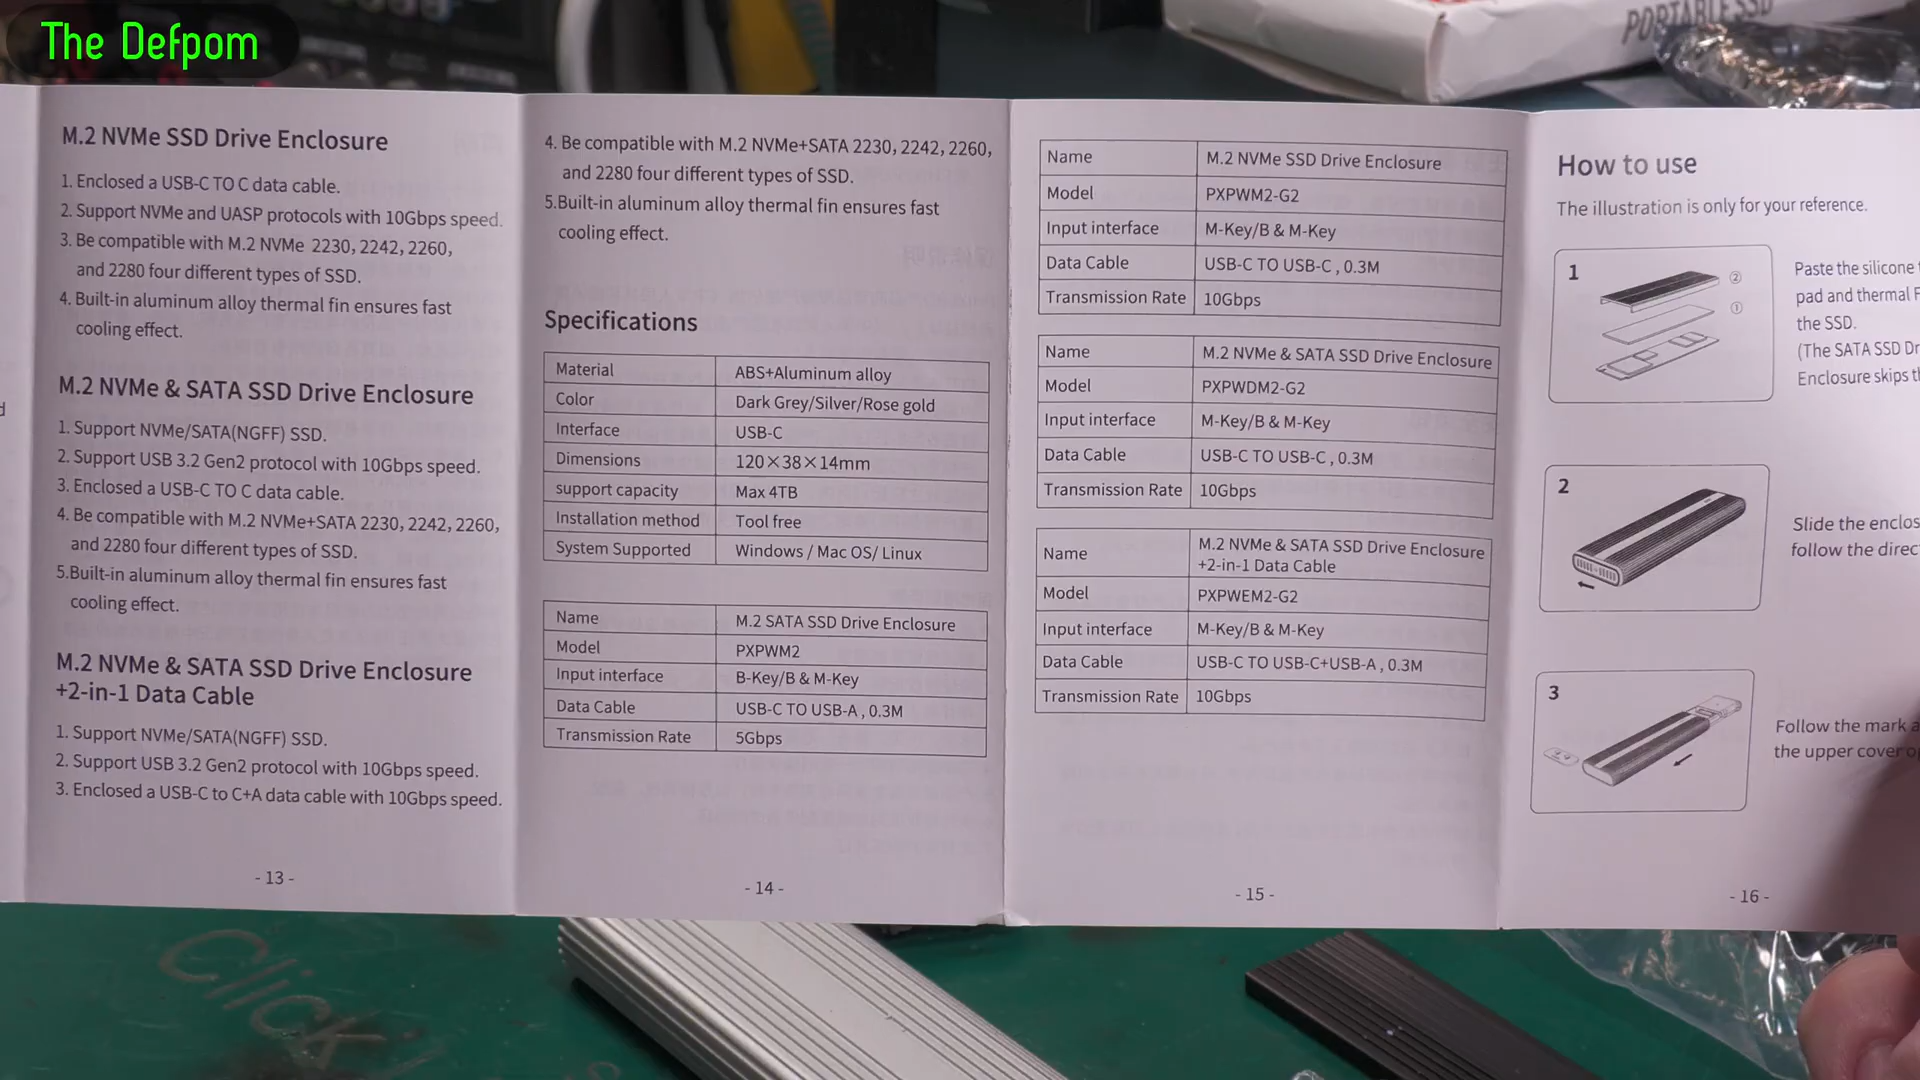 The Defpom
PORTABLE SSD
M.2 NVMe SSD Drive Enclosure
1. Enclosed a USB-C TO C data cable.
2. Support NVMe and UASP protocols with 10Gbps speed.
3. Be compatible with M.2 NVMe 2230, 2242, 2260,
and 2280 four different types of SSD.
4. Built-in aluminum alloy thermal fin ensures fast
cooling effect.
M.2 NVMe & SATA SSD Drive Enclosure
1. Support NVMe/SATA(NGFF) SSD.
2. Support USB 3.2 Gen2 protocol with 10Gbps speed.
3. Enclosed a USB-C TO C data cable.
4. Be compatible with M.2 NVMe+SATA 2230, 2242, 2260,
and 2280 four different types of SSD.
5.Built-in aluminum alloy thermal fin ensures fast
cooling effect.
M.2 NVMe & SATA SSD Drive Enclosure
+2-in-1 Data Cable
1. Support NVMe/SATA(NGFF) SSD.
2. Support USB 3.2 Gen2 protocol with 10Gbps speed.
3. Enclosed a USB-C to C+A data cable with 10Gbps speed.
- 13 -
4. Be compatible with M.2 NVMe+SATA 2230, 2242, 2260,
and 2280 four different types of SSD.
5.Built-in aluminum alloy thermal fin ensures fast
cooling effect.
Specifications
Material ABS+Aluminum alloy
Color Dark Grey/Silver/Rose gold
Interface USB-C
Dimensions 120×38×14mm
support capacity Max 4TB
Installation method Tool free
System Supported Windows / Mac OS/ Linux
Name M.2 SATA SSD Drive Enclosure
Model PXPWM2
Input interface B-Key/B & M-Key
Data Cable USB-C TO USB-A , 0.3M
Transmission Rate 5Gbps
- 14 -
Name M.2 NVMe SSD Drive Enclosure
Model PXPWM2-G2
Input interface M-Key/B & M-Key
Data Cable USB-C TO USB-C , 0.3M
Transmission Rate 10Gbps
Name M.2 NVMe & SATA SSD Drive Enclosure
Model PXPWDM2-G2
Input interface M-Key/B & M-Key
Data Cable USB-C TO USB-C , 0.3M
Transmission Rate 10Gbps
Name M.2 NVMe & SATA SSD Drive Enclosure
+2-in-1 Data Cable
Model PXPWEM2-G2
Input interface M-Key/B & M-Key
Data Cable USB-C TO USB-C+USB-A , 0.3M
Transmission Rate 10Gbps
- 15 -
How to use
The illustration is only for your reference.
1
②
①
Paste the silicone
pad and thermal
the SSD.
(The SATA SSD
Enclosure skips
2
Slide the
follow the
3
Follow the mark
the upper cover
- 16 -
Click